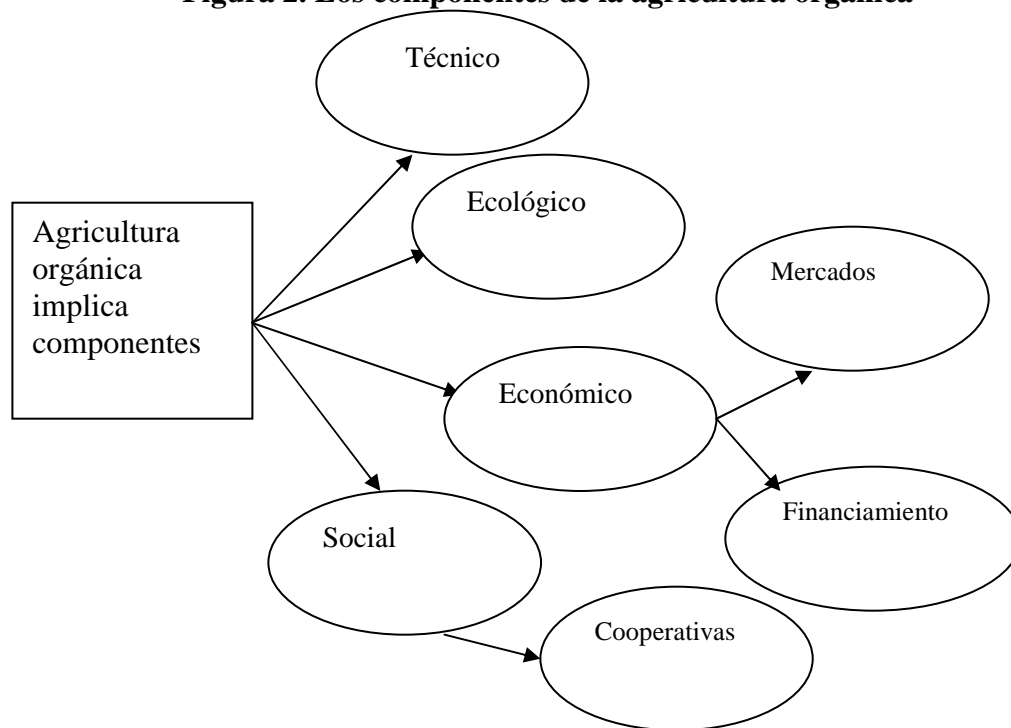 Figura 2. Los componentes de la agricultura orgánica
Técnico
Ecológico
Agricultura
orgánica
implica
componentes
Mercados
Económico
Financiamiento
Social
Cooperativas